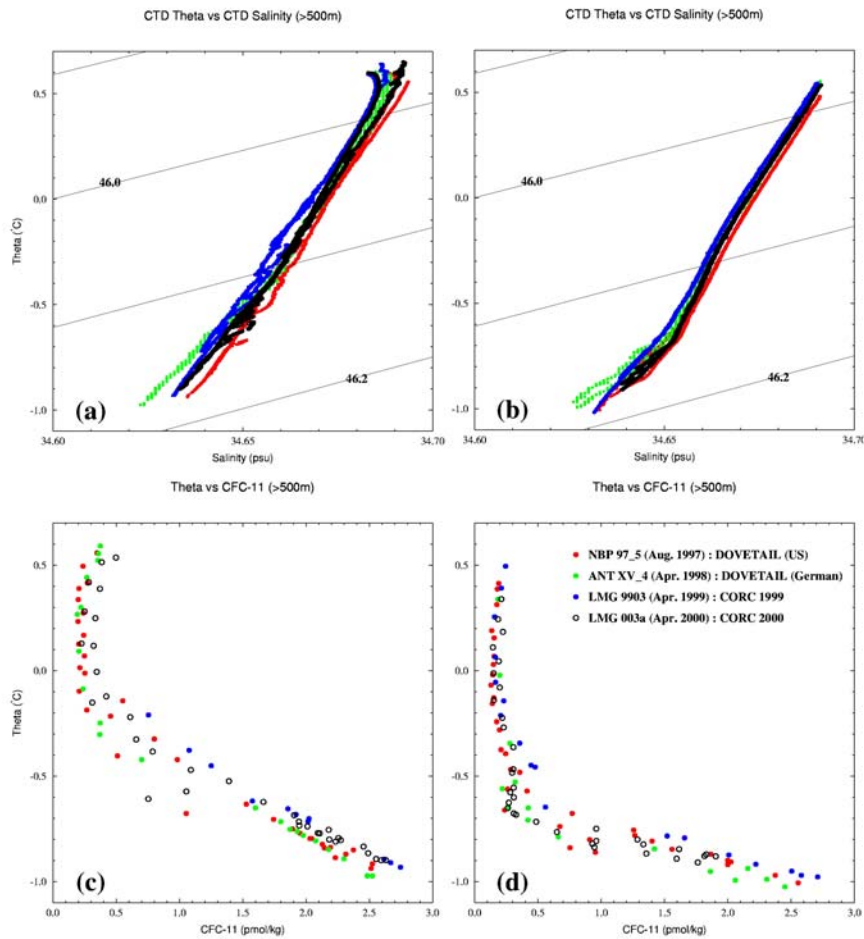 CTD Theta vs CTD Salinity (>500m)
CTD Theta vs CTD Salinity (>500m)
0.5
0.0
-0.5
-1.0
Theta (°C)
46.0
46.2
(a)
34.60
34.65
34.70
Salinity (psu)
0.5
0.0
-0.5
-1.0
46.0
46.2
(b)
34.60
34.65
34.70
Salinity (psu)
Theta vs CFC-11 (>500m)
Theta vs CFC-11 (>500m)
0.5
0.0
-0.5
-1.0
Theta (°C)
(c)
0.0
0.5
1.0
1.5
2.0
2.5
3.0
CFC-11 (pmol/kg)
NBP 97_5 (Aug. 1997) : DOVETAIL (US)
ANT XV_4 (Apr. 1998) : DOVETAIL (German)
LMG 9903 (Apr. 1999) : CORC 1999
LMG 003a (Apr. 2000) : CORC 2000
0.5
0.0
-0.5
-1.0
(d)
0.0
0.5
1.0
1.5
2.0
2.5
3.0
CFC-11 (pmol/kg)